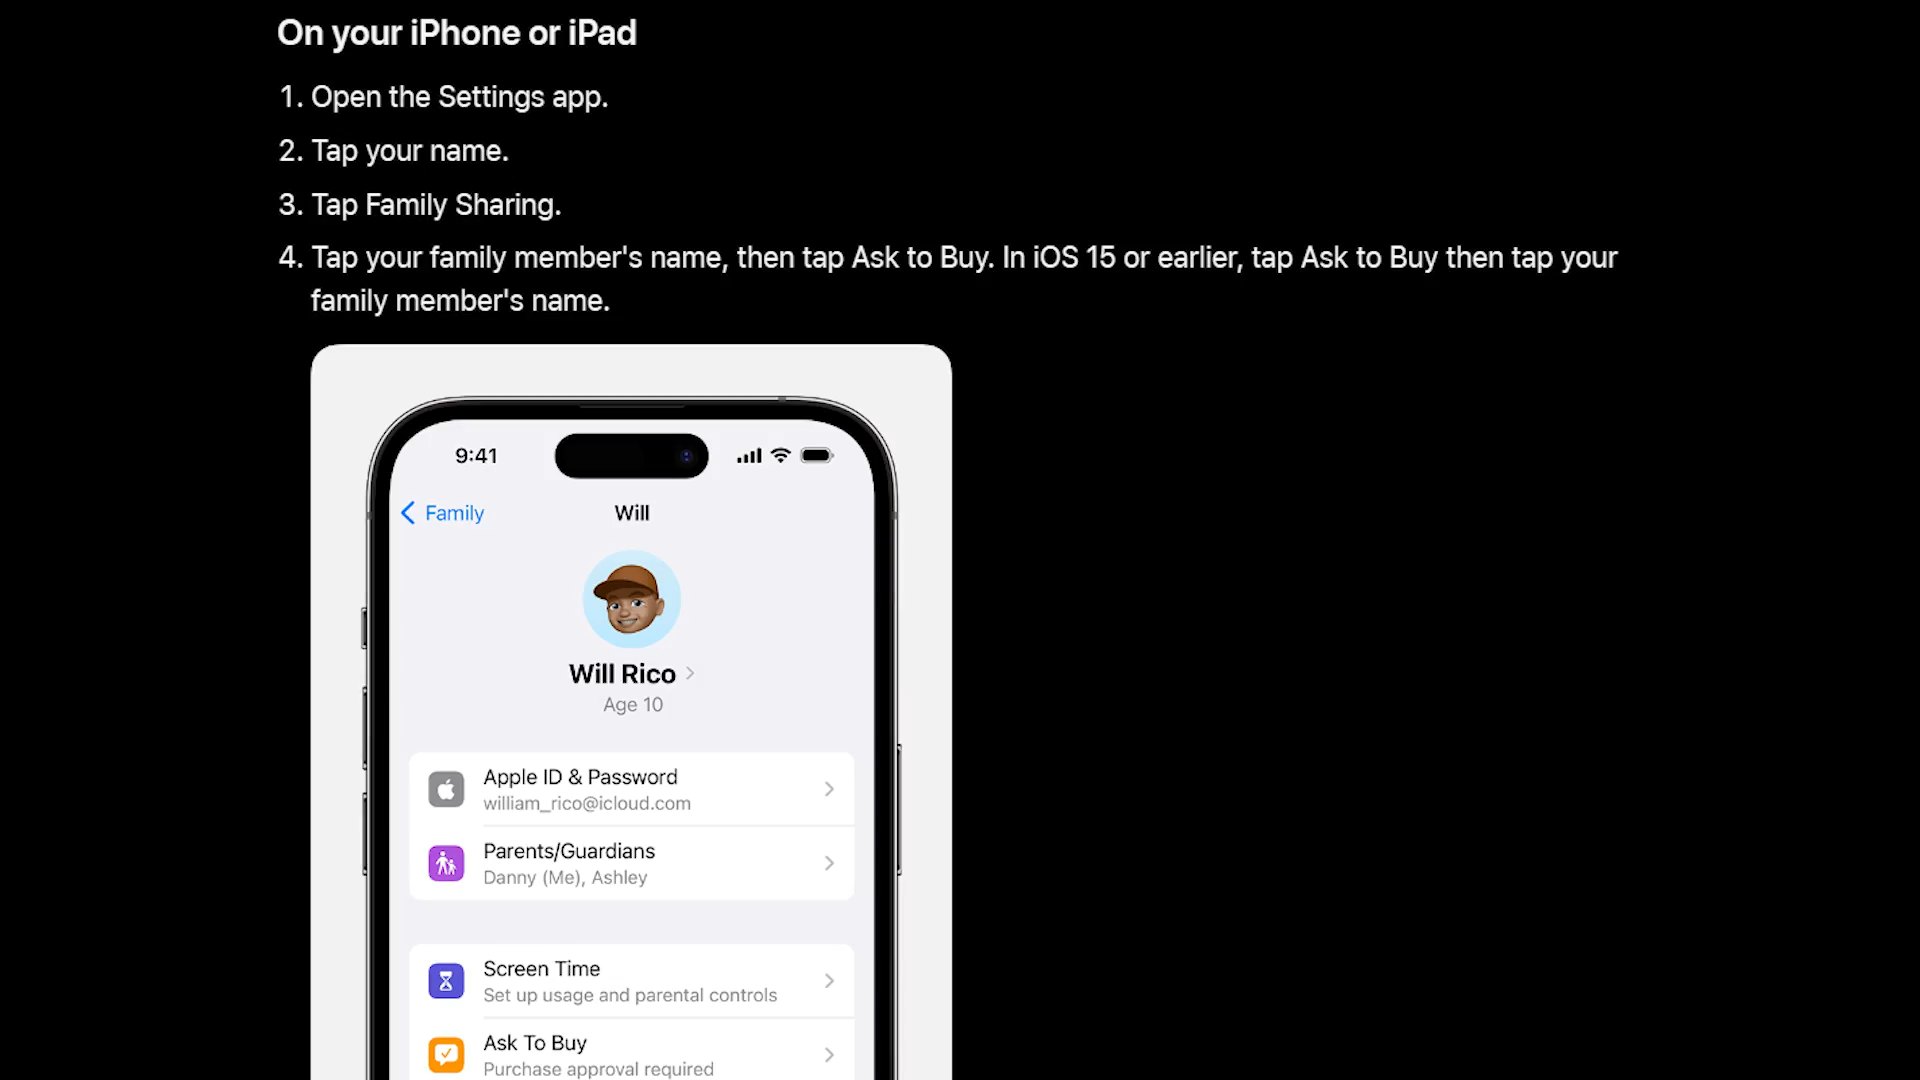 On your iPhone or iPad
1. Open the Settings app.
2. Tap your name.
3. Tap Family Sharing.
4. Tap your family member's name, then tap Ask to Buy. In iOS 15 or earlier, tap Ask to Buy then tap your
family member's name.
9:41
Family
Will
Will Rico
Age 10
Apple ID & Password
william_rico@icloud.com
Parents/Guardians
Danny (Me), Ashley
Screen Time
Set up usage and parental controls
Ask To Buy
Purchase approval required